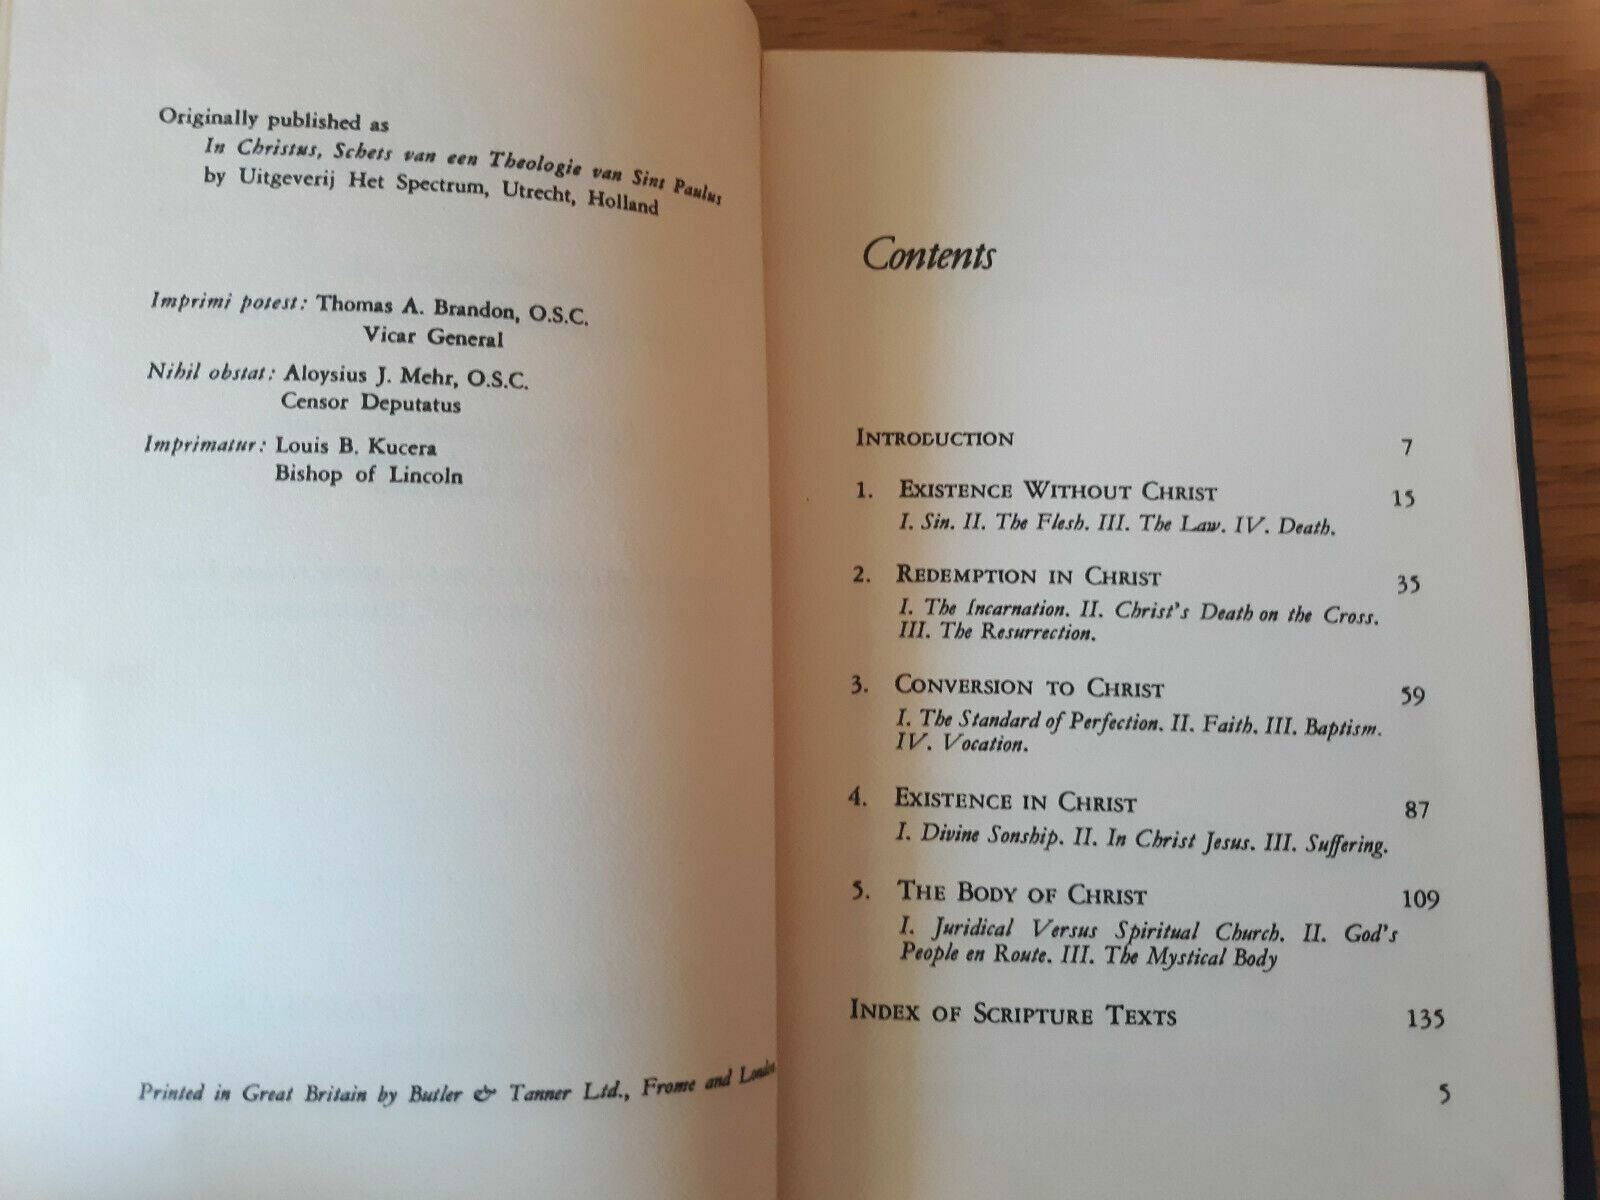 Originally published as
In Christus, Schets van een Theologie van Sint Paulus
by Uitgeverij Het Spectrum, Utrecht, Holland
Imprimi potest: Thomas A. Brandon, O.S.C.
Vicar General
Nihil obstat: Aloysius J. Mehr, O.S.C.
Censor Deputatus
Imprimatur: Louis B. Kucera
Bishop of Lincoln
Printed in Great Britain by Butler & Tanner Ltd., Frome and London
Contents
INTRODUCTION 7
1. EXISTENCE WITHOUT CHRIST 15
I. Sin. II. The Flesh. III. The Law. IV. Death.
2. REDEMPTION IN CHRIST 35
I. The Incarnation. II. Christ's Death on the Cross.
III. The Resurrection.
3. CONVERSION TO CHRIST 59
I. The Standard of Perfection. II. Faith. III. Baptism.
IV. Vocation.
4. EXISTENCE IN CHRIST 87
I. Divine Sonship. II. In Christ Jesus. III. Suffering.
5. THE BODY OF CHRIST 109
I. Juridical Versus Spiritual Church. II. God's
People en Route. III. The Mystical Body
INDEX OF SCRIPTURE TEXTS 135
5